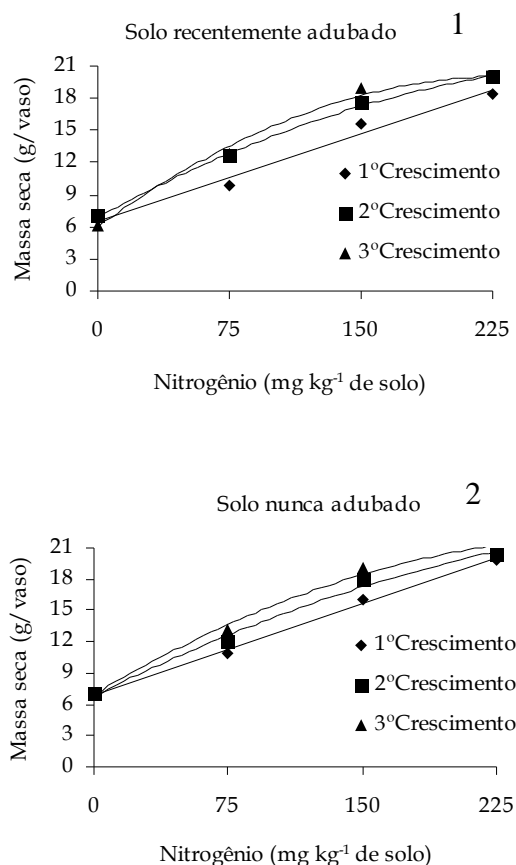 Solo recentemente adubado 1
Massa seca (g/vaso)
21
18
15
12
9
6
3
0
1ºCrescimento
2ºCrescimento
3ºCrescimento
0 75 150 225
Nitrogênio (mg kg⁻¹ de solo)
Solo nunca adubado 2
Massa seca (g/vaso)
21
18
15
12
9
6
3
0
1ºCrescimento
2ºCrescimento
3ºCrescimento
0 75 150 225
Nitrogênio (mg kg⁻¹ de solo)